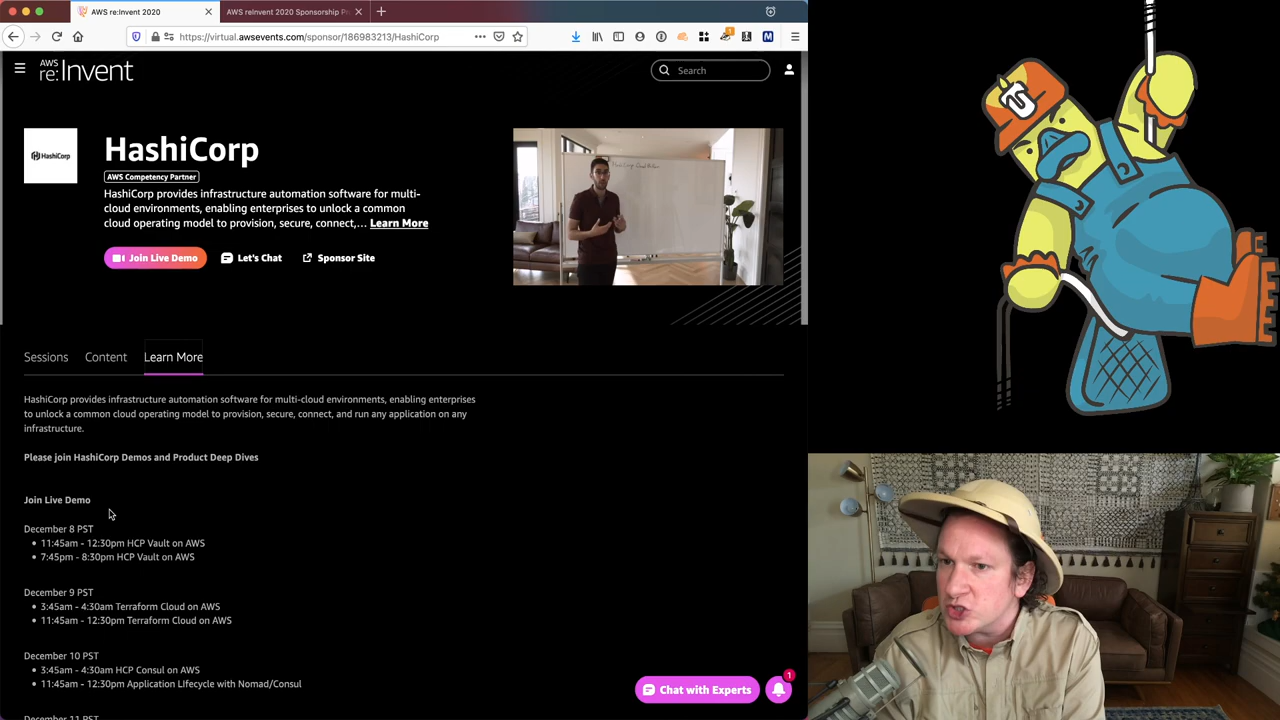 AWS re:Invent 2020
AWS reInvent 2020 Sponsorship P
https://virtual.awsevents.com/sponsor/186983213/HashiCorp
AWS
re:Invent
Search
HashiCorp
HashiCorp
AWS Competency Partner
HashiCorp provides infrastructure automation software for multi-
cloud environments, enabling enterprises to unlock a common
cloud operating model to provision, secure, connect,... Learn More
Join Live Demo
Let's Chat
Sponsor Site
Sessions
Content
Learn More
HashiCorp provides infrastructure automation software for multi-cloud environments, enabling enterprises
to unlock a common cloud operating model to provision, secure, connect, and run any application on any
infrastructure.
Please join HashiCorp Demos and Product Deep Dives
Join Live Demo
December 8 PST
• 11:45am - 12:30pm HCP Vault on AWS
• 7:45pm - 8:30pm HCP Vault on AWS
December 9 PST
• 3:45am - 4:30am Terraform Cloud on AWS
• 11:45am - 12:30pm Terraform Cloud on AWS
December 10 PST
• 3:45am - 4:30am HCP Consul on AWS
• 11:45am - 12:30pm Application Lifecycle with Nomad/Consul
December 11 PST
Chat with Experts
1